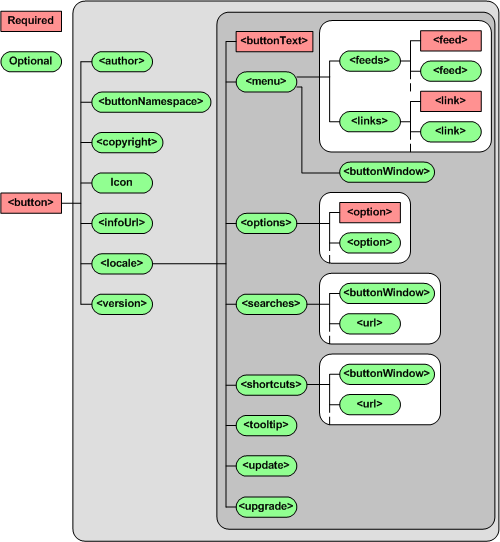 Required
Optional
<button>
<author>
<buttonNamespace>
<copyright>
Icon
<infoUrl>
<locale>
<version>
<buttonText>
<menu>
<feeds>
<feed>
<feed>
<links>
<link>
<link>
<buttonWindow>
<options>
<option>
<option>
<searches>
<buttonWindow>
<url>
<shortcuts>
<buttonWindow>
<url>
<tooltip>
<update>
<upgrade>